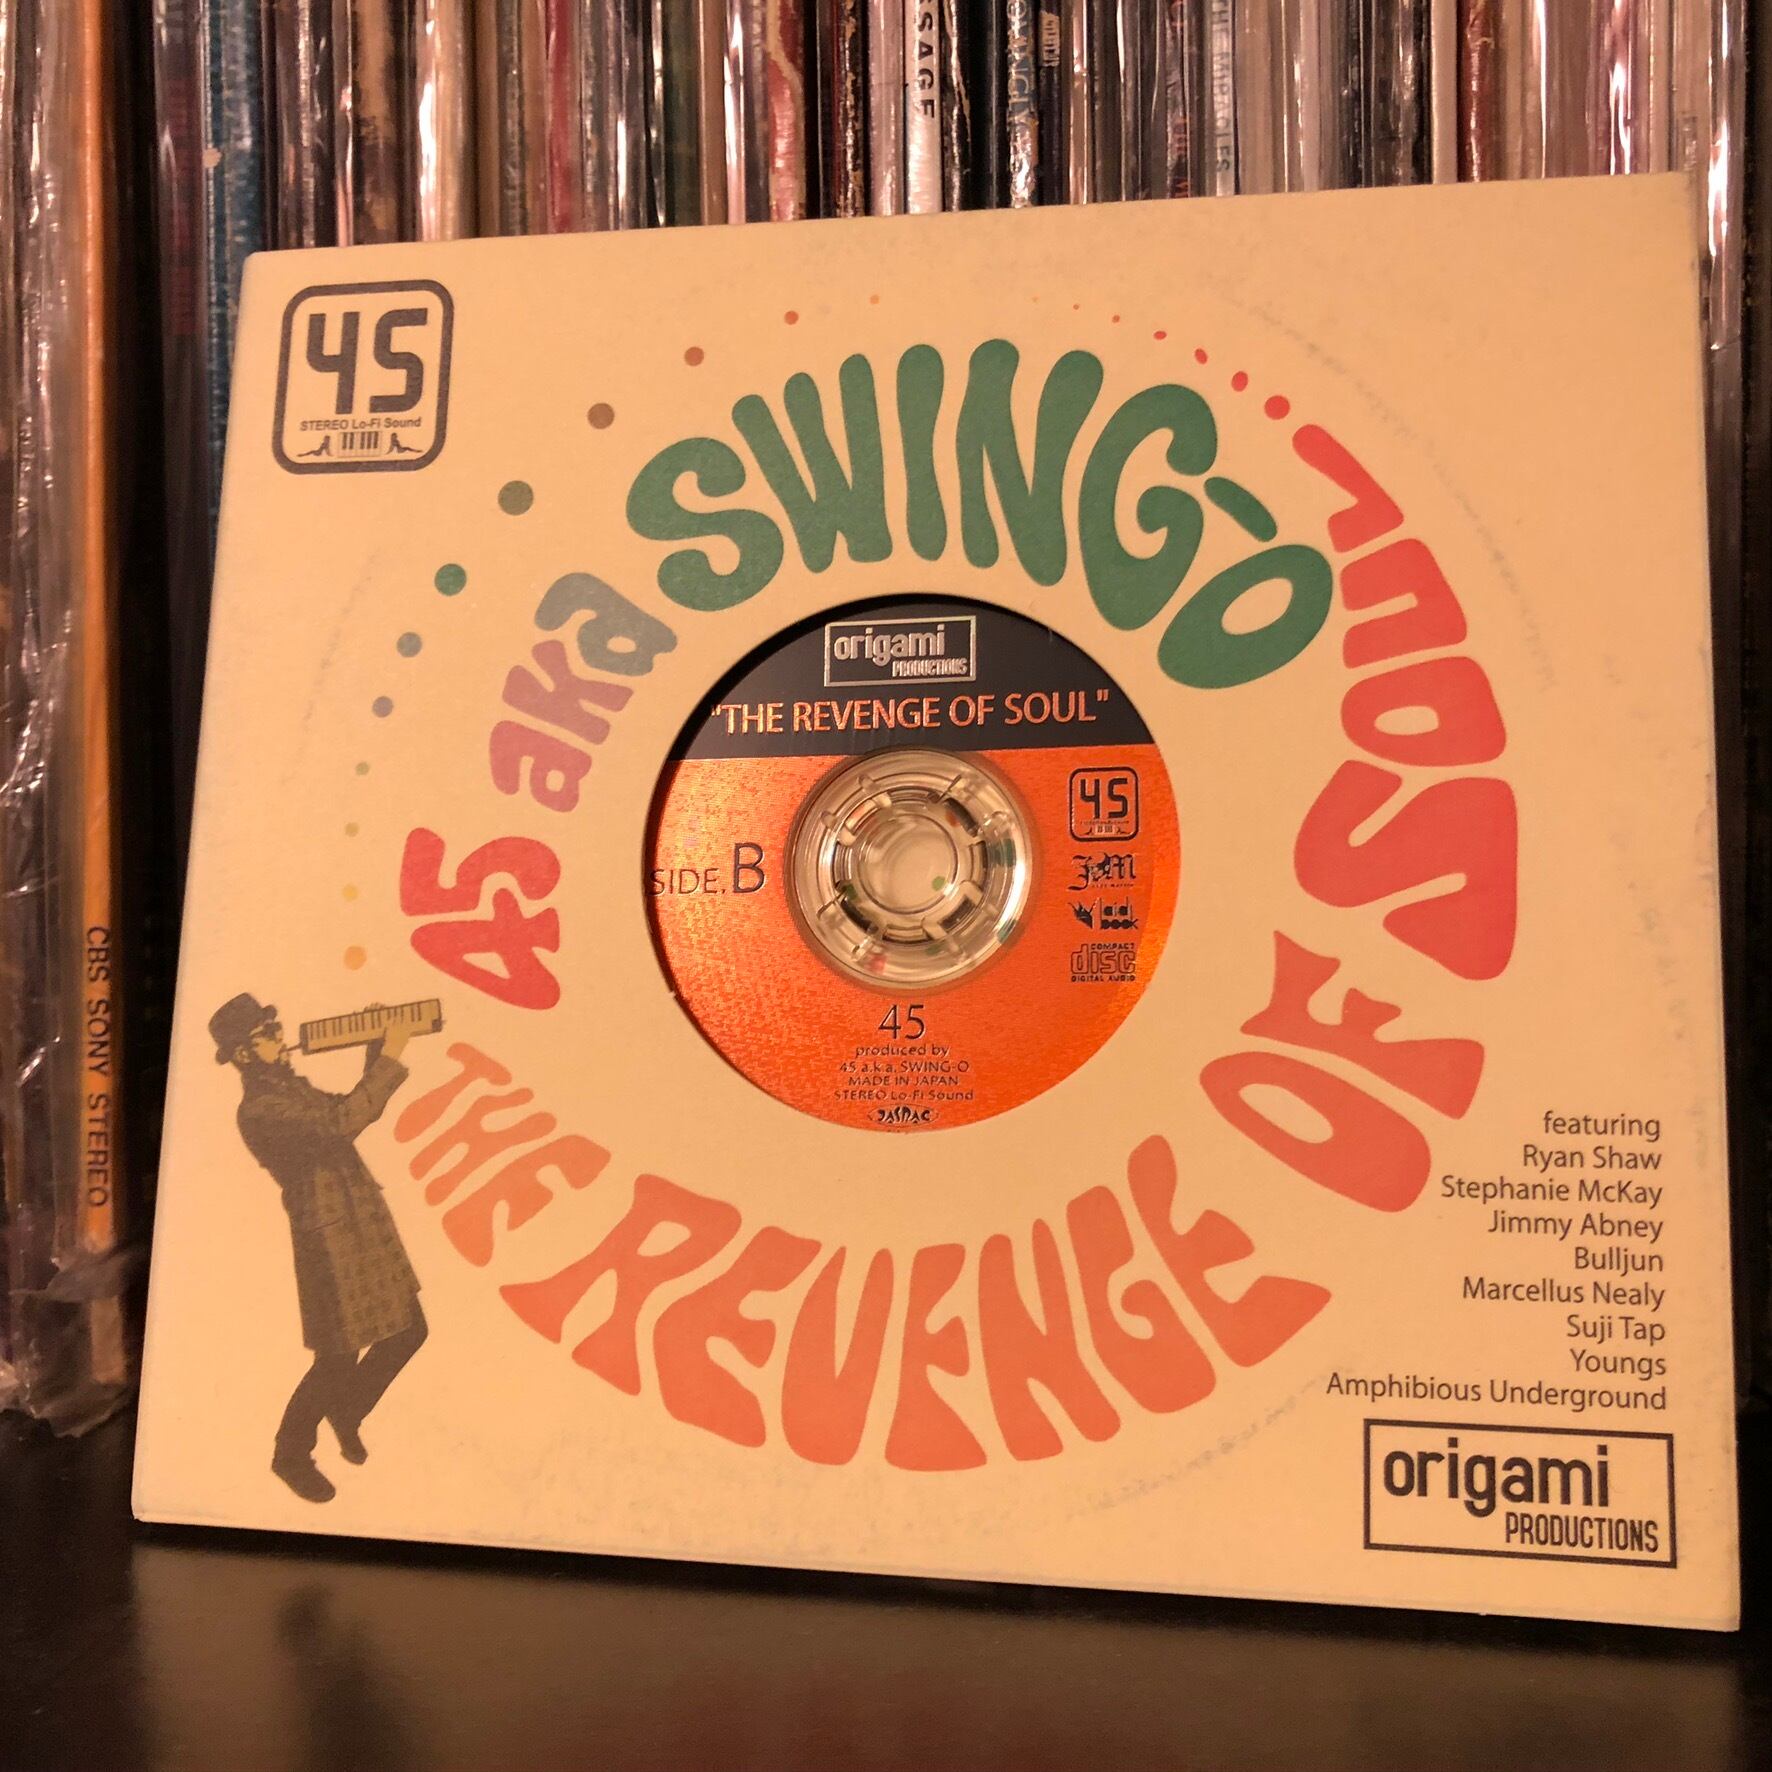 SSAGE
THE MIRACLES
CBS SONY STEREO
45
STEREO Lo-Fi Sound
45 aka SWING-O
THE REVENGE OF SOUL
origami
PRODUCTIONS
"THE REVENGE OF SOUL"
SIDE. B
45
COMPACT
disc
DIGITAL AUDIO
45
produced by
45 a.k.a. SWING-O
MADE IN JAPAN
STEREO Lo-Fi Sound
JASRAC
featuring
Ryan Shaw
Stephanie McKay
Jimmy Abney
Bulljun
Marcellus Nealy
Suji Tap
Youngs
Amphibious Underground
origami
PRODUCTIONS